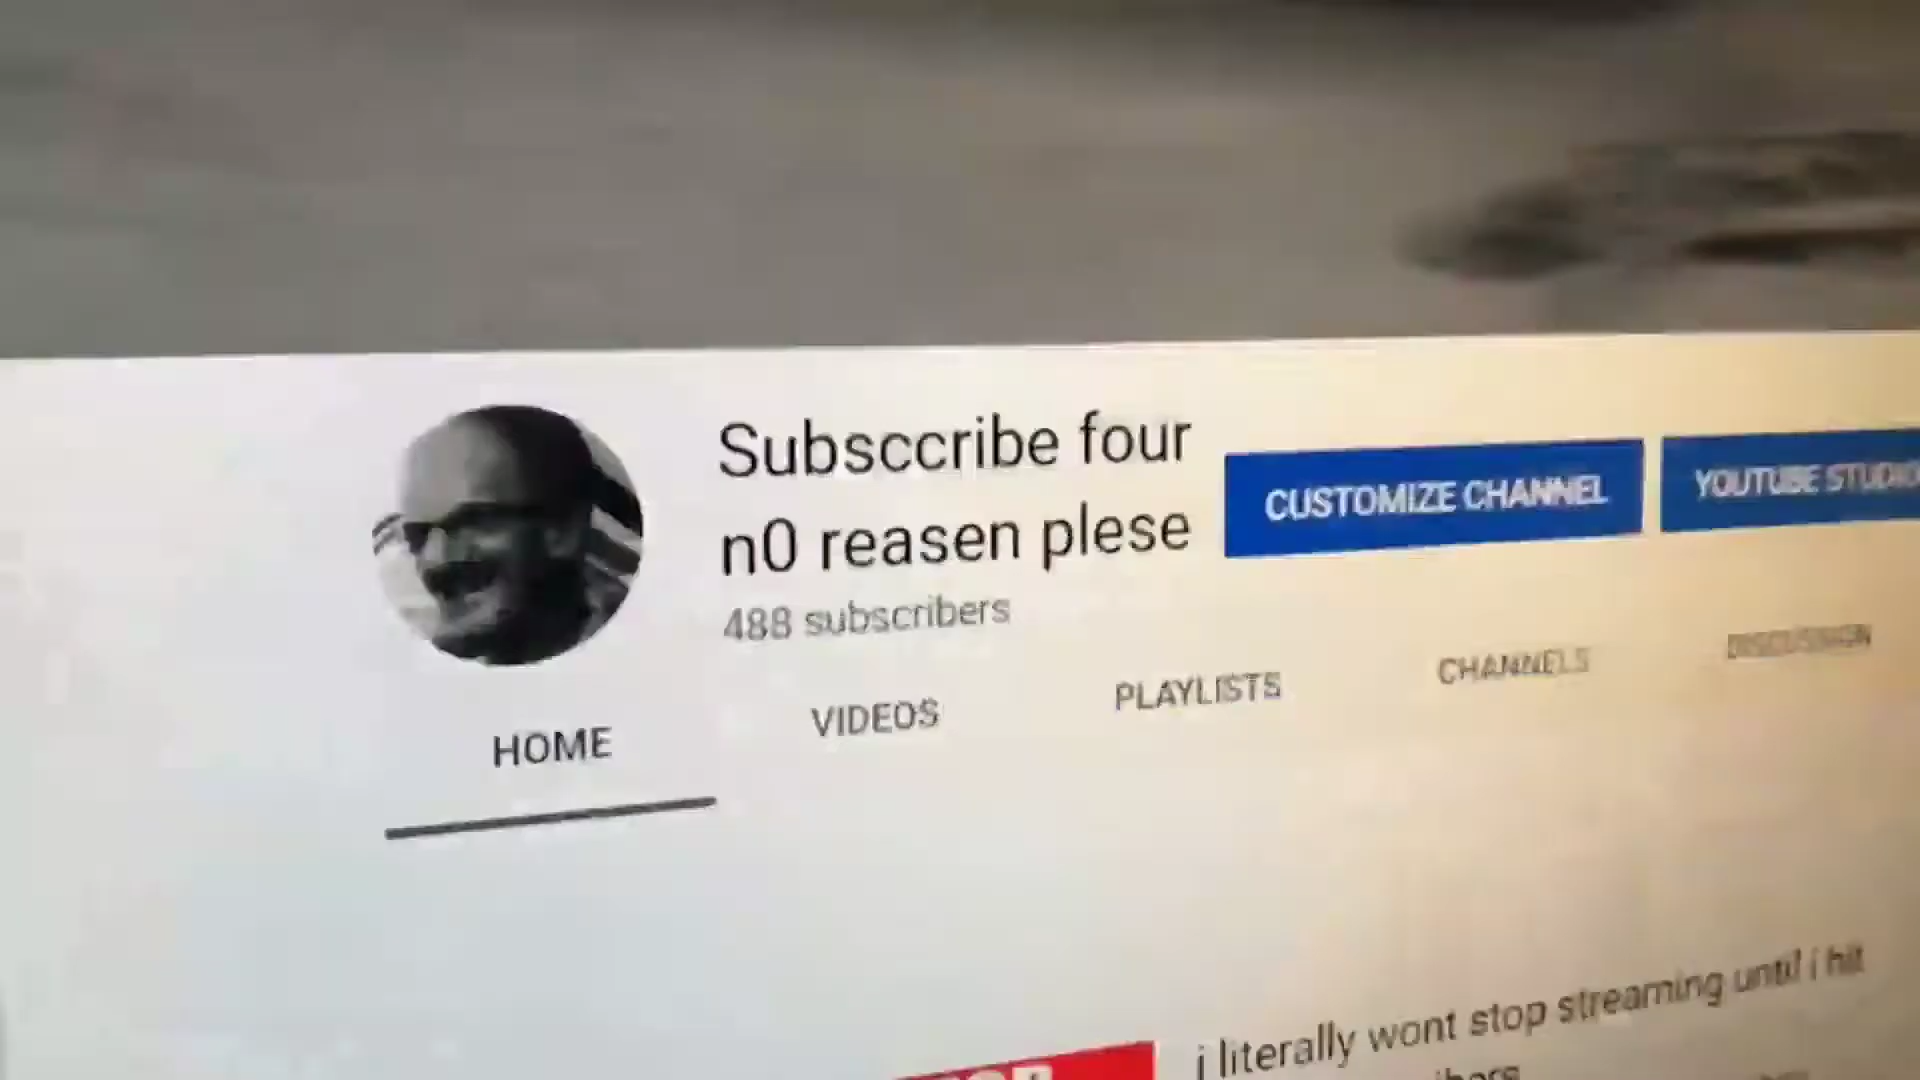 Subsccribe four
n0 reasen plese
488 subscribers
CUSTOMIZE CHANNEL
YOUTUBE STUDIO
HOME
VIDEOS
PLAYLISTS
CHANNELS
DISCUSSION
i literally wont stop streaming until i hit